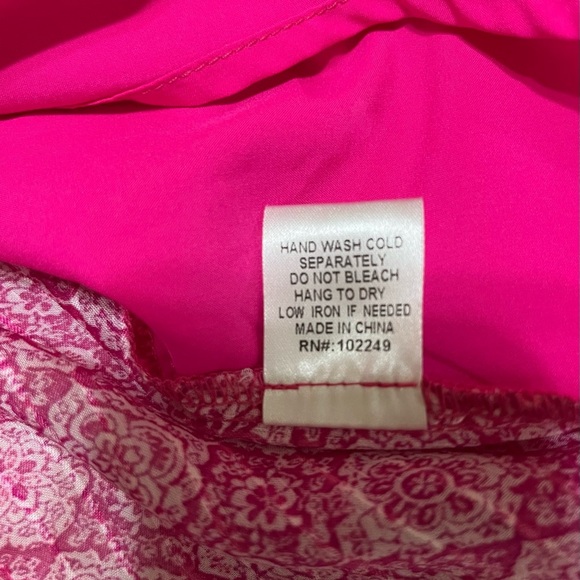 HAND WASH COLD
SEPARATELY
DO NOT BLEACH
HANG TO DRY
LOW IRON IF NEEDED
MADE IN CHINA
RN#:102249